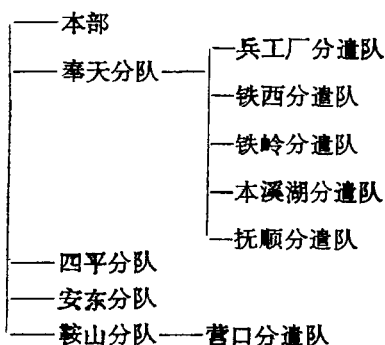 本部
奉天分队
兵工厂分遣队
铁西分遣队
铁岭分遣队
本溪湖分遣队
抚顺分遣队
四平分队
安东分队
鞍山分队
营口分遣队